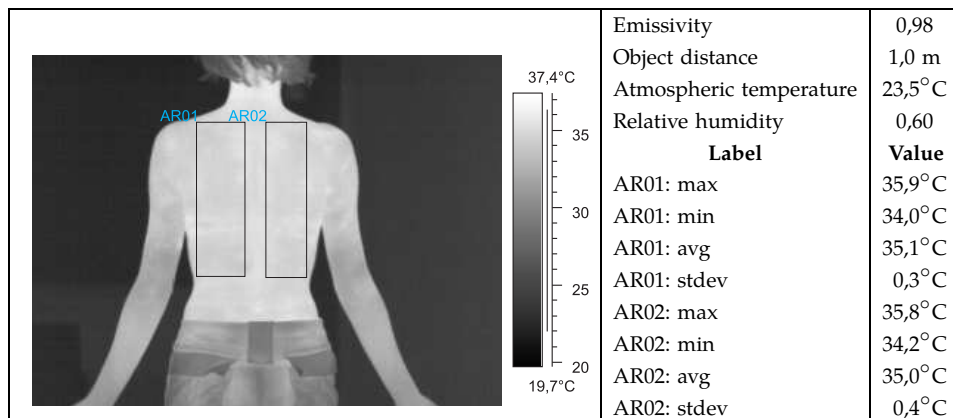 AR01 AR02
37,4°C
35
30
25
20
19,7°C
Emissivity 0,98
Object distance 1,0 m
Atmospheric temperature 23,5°C
Relative humidity 0,60
Label Value
AR01: max 35,9°C
AR01: min 34,0°C
AR01: avg 35,1°C
AR01: stdev 0,3°C
AR02: max 35,8°C
AR02: min 34,2°C
AR02: avg 35,0°C
AR02: stdev 0,4°C